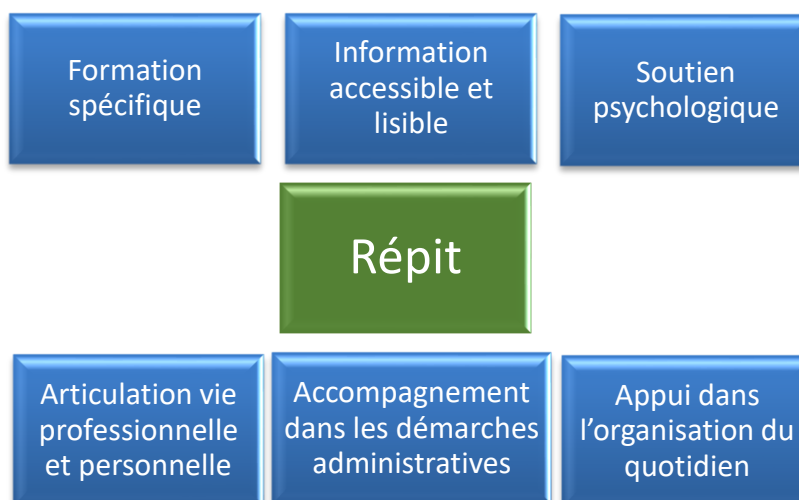 Formation
spécifique
Information
accessible et
lisible
Soutien
psychologique
Répit
Articulation vie
professionnelle
et personnelle
Accompagnement
dans les démarches
administratives
Appui dans
l’organisation du
quotidien